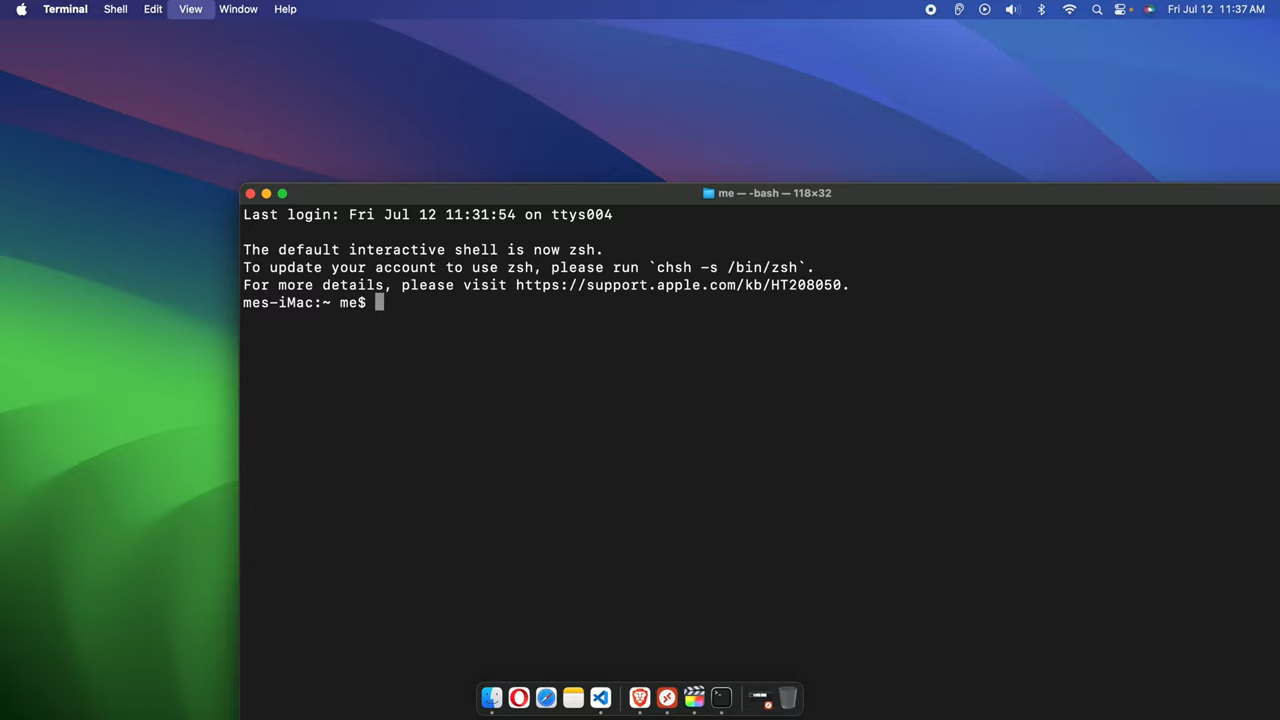 Terminal Shell Edit View Window Help Fri Jul 12 11:37 AM
me — -bash — 118×32
Last login: Fri Jul 12 11:31:54 on ttys004
The default interactive shell is now zsh.
To update your account to use zsh, please run `chsh -s /bin/zsh`.
For more details, please visit https://support.apple.com/kb/HT208050.
mes-iMac:~ me$